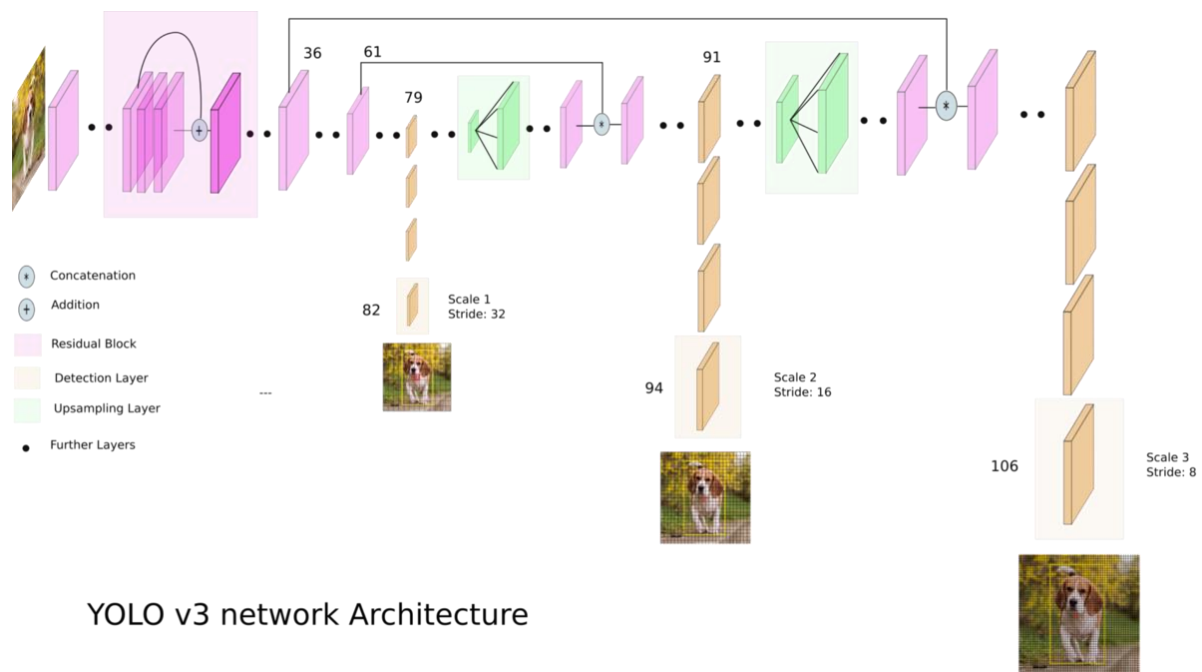 36
61
79
91
*
+
*
* Concatenation
+ Addition
Residual Block
Detection Layer
Upsampling Layer
Further Layers
---
82
Scale 1
Stride: 32
94
Scale 2
Stride: 16
106
Scale 3
Stride: 8
YOLO v3 network Architecture